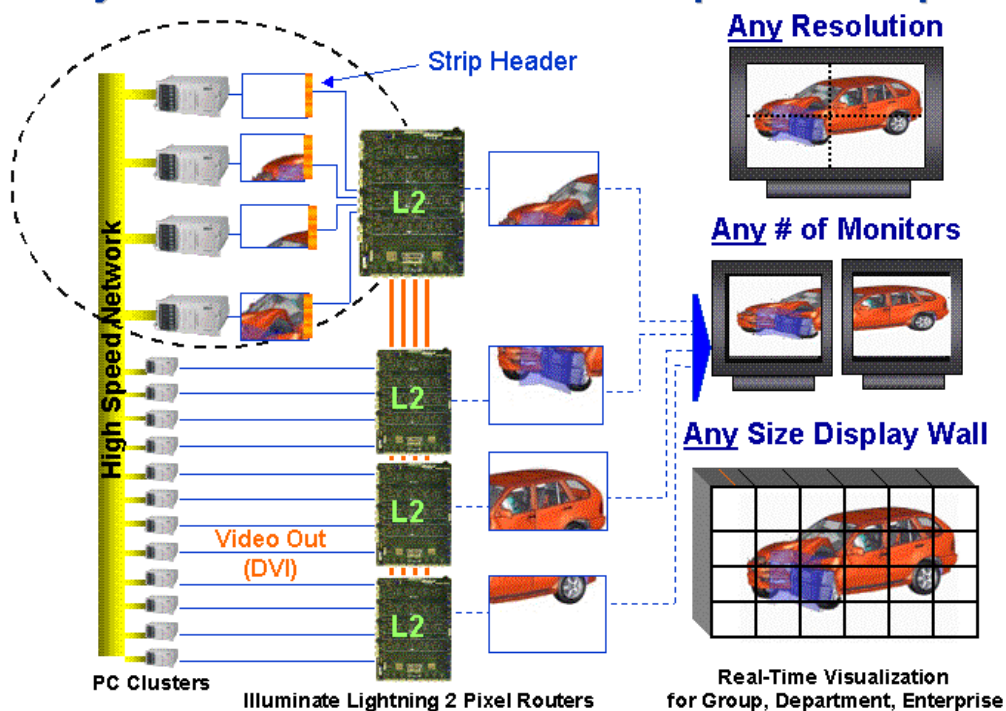 Any Resolution
Strip Header
L2
High Speed Network
Any # of Monitors
L2
Any Size Display Wall
L2
Video Out
(DVI)
L2
PC Clusters
Illuminate Lightning 2 Pixel Routers
Real-Time Visualization
for Group, Department, Enterprise